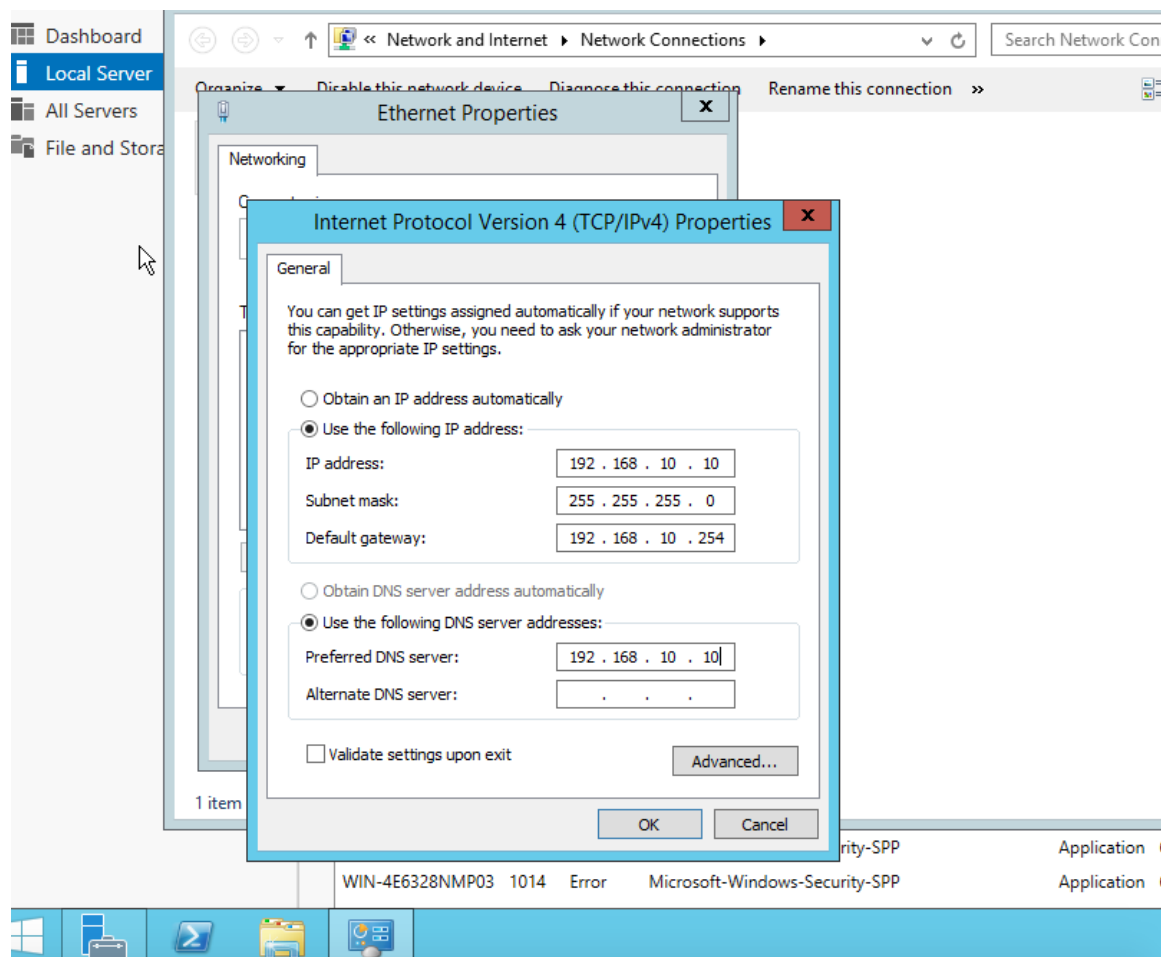 Dashboard
Local Server
All Servers
File and Stora
« Network and Internet Network Connections
Search Network Con
Organize Disable this network device Diagnose this connection Rename this connection »
Ethernet Properties
Networking
Internet Protocol Version 4 (TCP/IPv4) Properties
General
You can get IP settings assigned automatically if your network supports
this capability. Otherwise, you need to ask your network administrator
for the appropriate IP settings.
Obtain an IP address automatically
Use the following IP address:
IP address: 192 . 168 . 10 . 10
Subnet mask: 255 . 255 . 255 . 0
Default gateway: 192 . 168 . 10 . 254
Obtain DNS server address automatically
Use the following DNS server addresses:
Preferred DNS server: 192 . 168 . 10 . 10
Alternate DNS server: . . .
Validate settings upon exit
Advanced...
1 item
OK Cancel
rity-SPP Application
WIN-4E6328NMP03 1014 Error Microsoft-Windows-Security-SPP Application